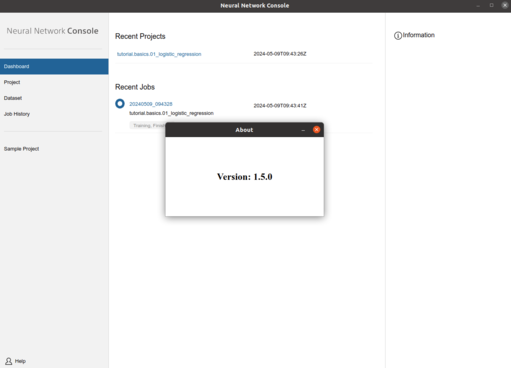 Neural Network Console
Neural Network Console
Dashboard
Project
Dataset
Job History
Sample Project
Help
Recent Projects
tutorial.basics.01_logistic_regression
2024-05-09T09:43:26Z
Recent Jobs
20240509_094328
2024-05-09T09:43:41Z
tutorial.basics.01_logistic_regression
Training,
About
Version: 1.5.0
Information